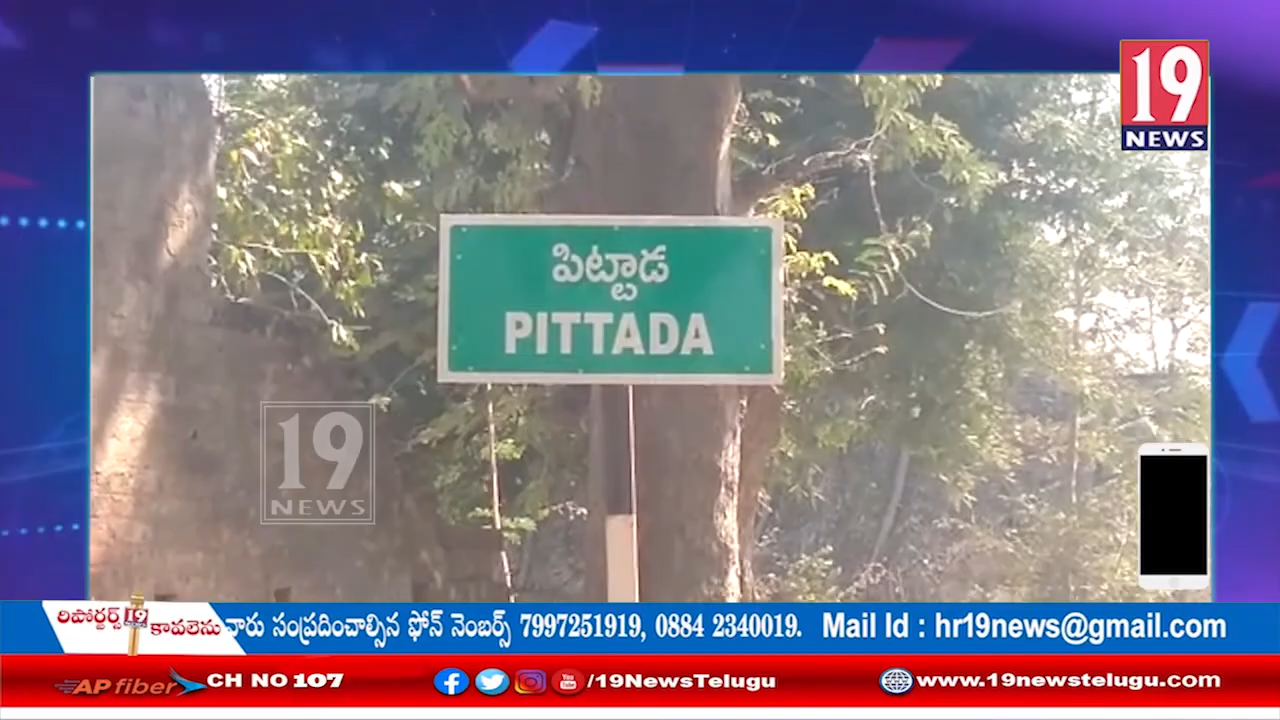 19
NEWS
పిట్టాడ
PITTADA
19
NEWS
రిపోర్టర్స్ 19
కావలెను
వారు సంప్రదించాల్సిన ఫోన్ నెంబర్స్ 7997251919, 0884 2340019. Mail Id : hr19news@gmail.com
AP fiber CH NO 107
/19NewsTelugu
www.19newstelugu.com